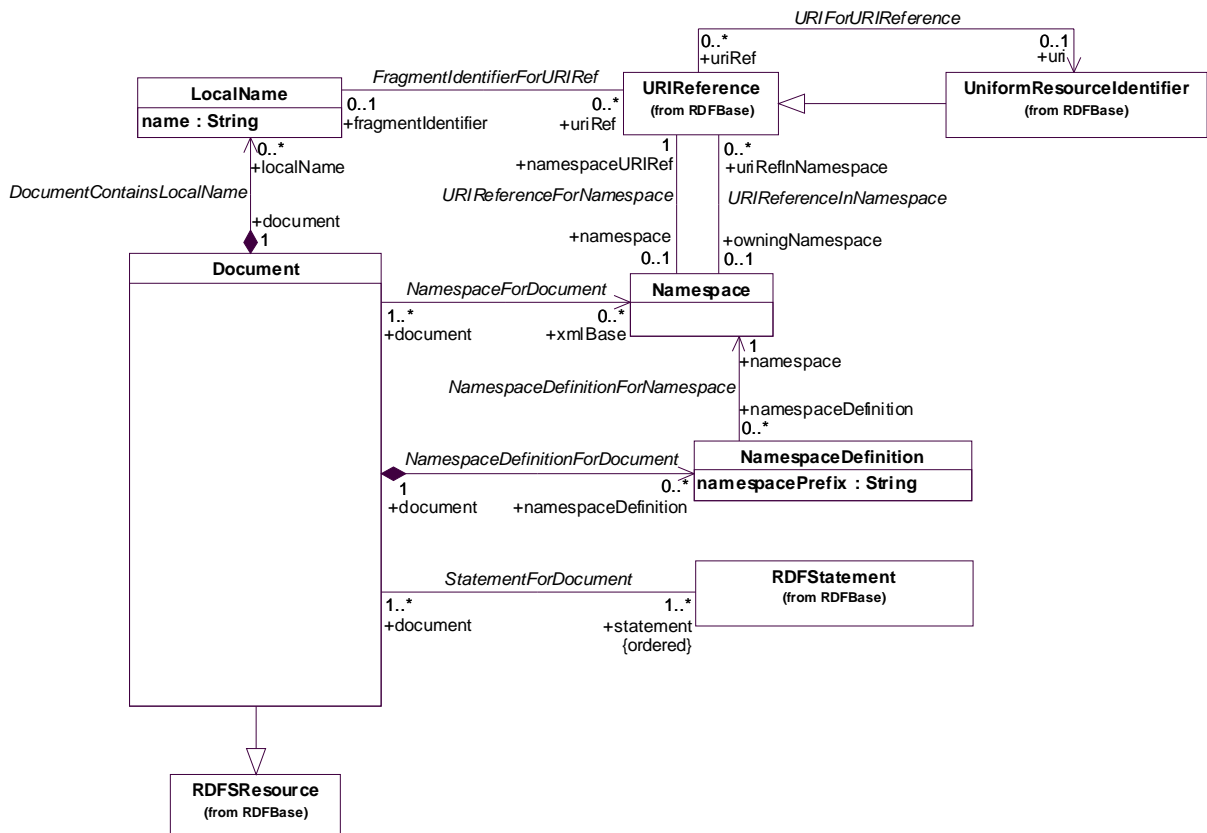 URIForURIReference
0..*
+uriRef
0..1
+uri
FragmentIdentifierForURIRef
LocalName
name : String
0..1
+fragmentIdentifier
0..*
+uriRef
URIReference
(from RDFBase)
UniformResourceIdentifier
(from RDFBase)
0..*
+localName
DocumentContainsLocalName
+document
1
1
+namespaceURIRef
0..*
+uriRefInNamespace
URIReferenceForNamespace
URIReferenceInNamespace
+namespace
0..1
+owningNamespace
0..1
Document
NamespaceForDocument
1..*
+document
0..*
+xmlBase
Namespace
1
+namespace
NamespaceDefinitionForNamespace
+namespaceDefinition
0..*
NamespaceDefinitionForDocument
1
+document
0..*
+namespaceDefinition
NamespaceDefinition
namespacePrefix : String
StatementForDocument
1..*
+document
1..*
+statement
{ordered}
RDFStatement
(from RDFBase)
RDFSResource
(from RDFBase)